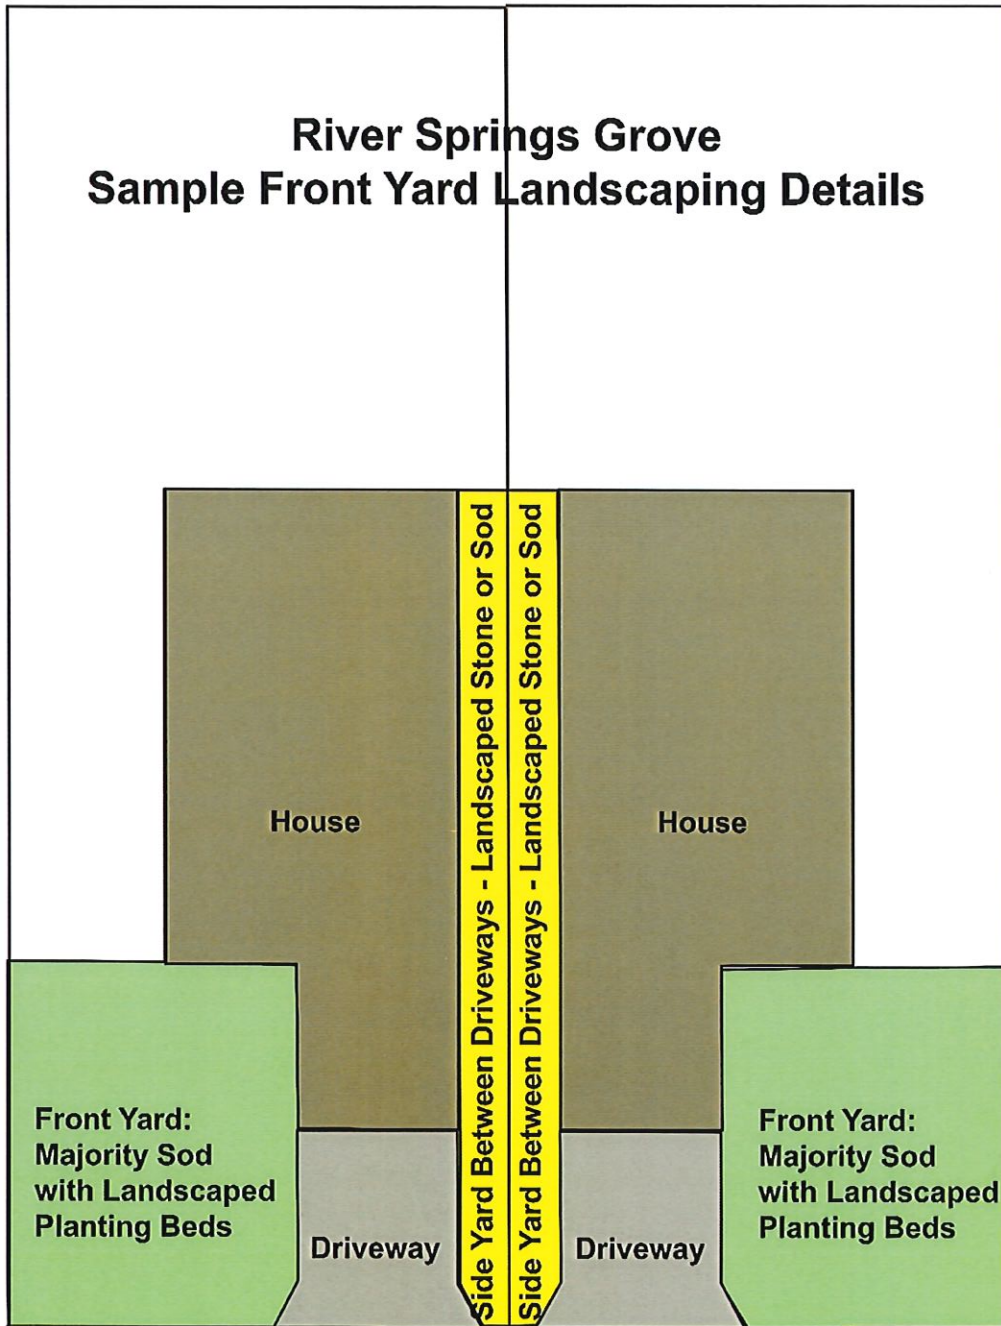 River Springs Grove
Sample Front Yard Landscaping Details
House
Side Yard Between Driveways - Landscaped Stone or Sod
Side Yard Between Driveways - Landscaped Stone or Sod
House
Front Yard:
Majority Sod
with Landscaped
Planting Beds
Driveway
Driveway
Front Yard:
Majority Sod
with Landscaped
Planting Beds